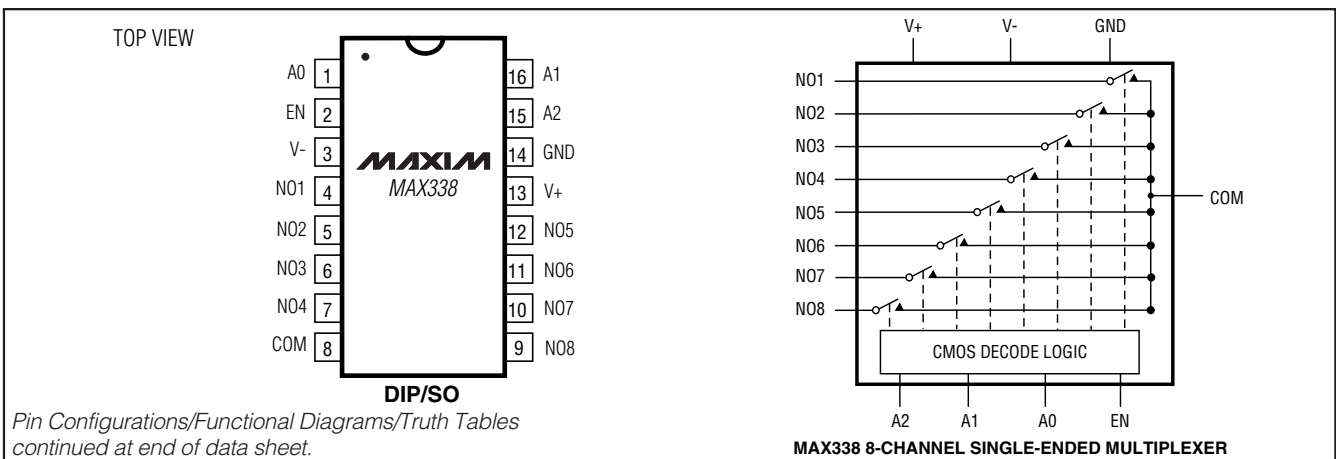 TOP VIEW
A0 1
EN 2
V- 3
NO1 4
NO2 5
NO3 6
NO4 7
COM 8
MAXIM
MAX338
16 A1
15 A2
14 GND
13 V+
12 NO5
11 NO6
10 NO7
9 NO8
DIP/SO
Pin Configurations/Functional Diagrams/Truth Tables
continued at end of data sheet.
V+ V- GND
NO1
NO2
NO3
NO4
NO5
NO6
NO7
NO8
COM
CMOS DECODE LOGIC
A2 A1 A0 EN
MAX338 8-CHANNEL SINGLE-ENDED MULTIPLEXER